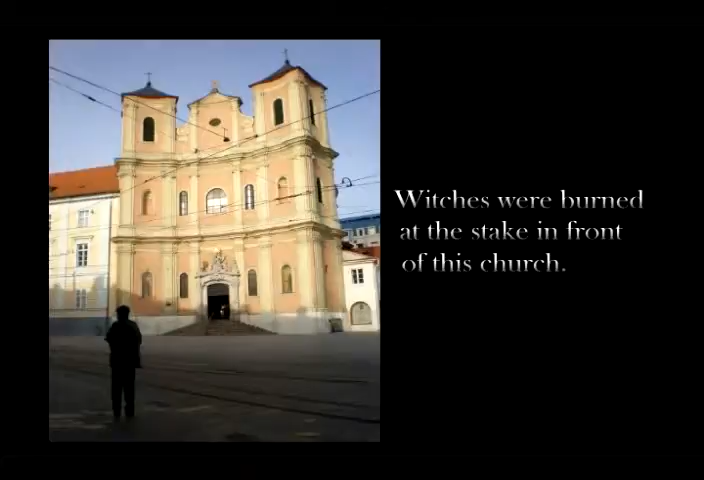 Witches were burned
at the stake in front
of this church.